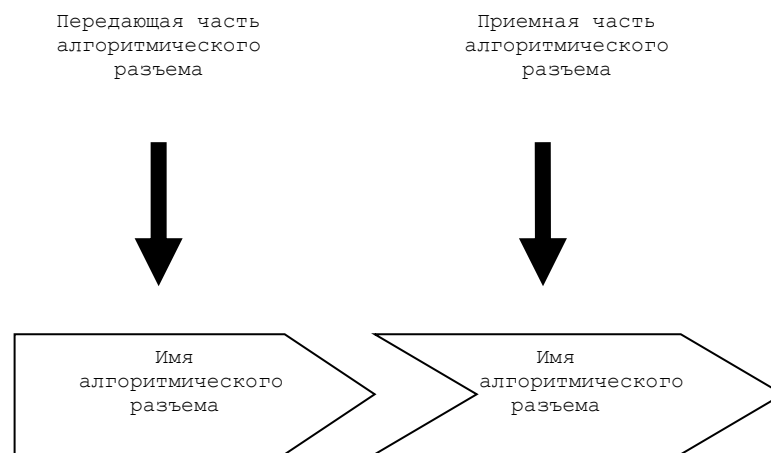 Передающая часть
алгоритмического
разъема
Приемная часть
алгоритмического
разъема
Имя
алгоритмического
разъема
Имя
алгоритмического
разъема